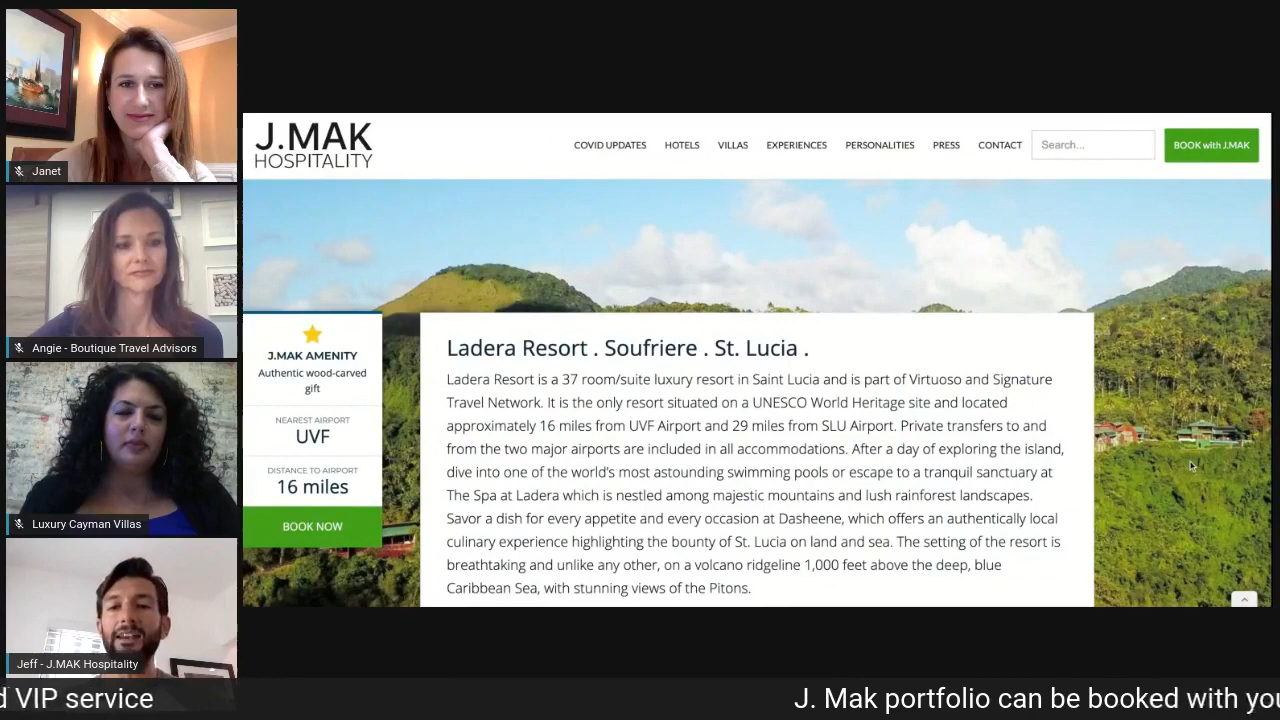 Janet
Angie - Boutique Travel Advisors
Luxury Cayman Villas
Jeff - J.MAK Hospitality
J.MAK
HOSPITALITY
COVID UPDATES HOTELS VILLAS EXPERIENCES PERSONALITIES PRESS CONTACT Search... BOOK with J.MAK
J.MAK AMENITY
Authentic wood-carved
gift
NEAREST AIRPORT
UVF
DISTANCE TO AIRPORT
16 miles
BOOK NOW
Ladera Resort . Soufriere . St. Lucia .
Ladera Resort is a 37 room/suite luxury resort in Saint Lucia and is part of Virtuoso and Signature
Travel Network. It is the only resort situated on a UNESCO World Heritage site and located
approximately 16 miles from UVF Airport and 29 miles from SLU Airport. Private transfers to and
from the two major airports are included in all accommodations. After a day of exploring the island,
dive into one of the world's most astounding swimming pools or escape to a tranquil sanctuary at
The Spa at Ladera which is nestled among majestic mountains and lush rainforest landscapes.
Savor a dish for every appetite and every occasion at Dasheene, which offers an authentically local
culinary experience highlighting the bounty of St. Lucia on land and sea. The setting of the resort is
breathtaking and unlike any other, on a volcano ridgeline 1,000 feet above the deep, blue
Caribbean Sea, with stunning views of the Pitons.
d VIP service J. Mak portfolio can be booked with you